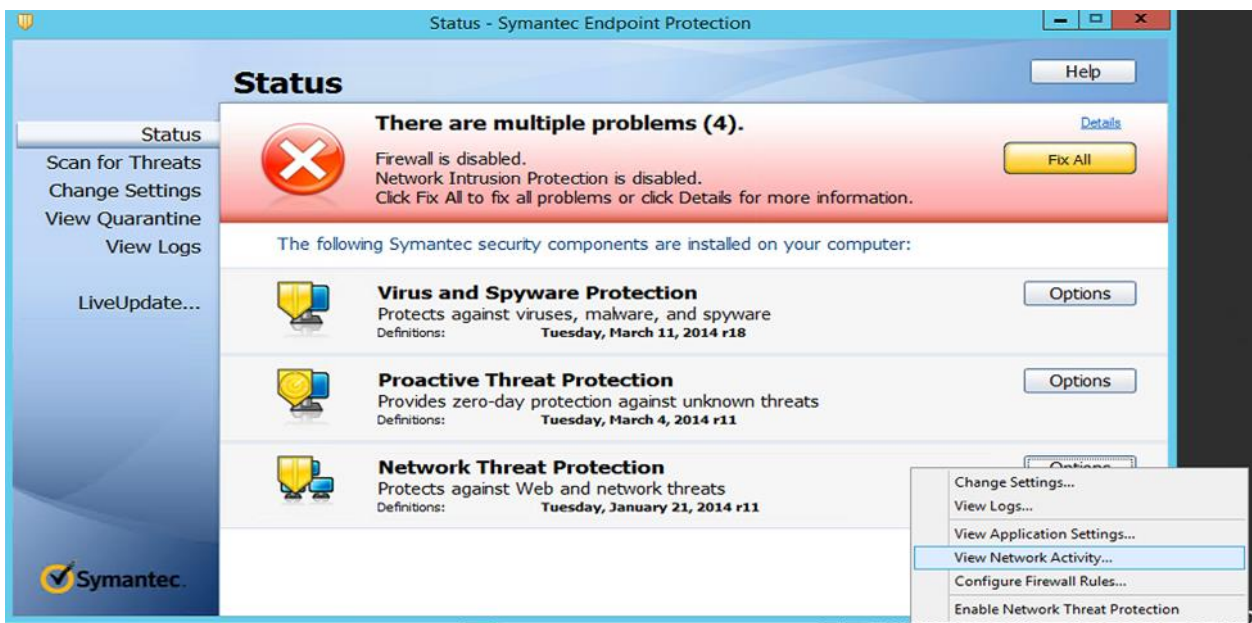 Status - Symantec Endpoint Protection
Status
Help
Status
Scan for Threats
Change Settings
View Quarantine
View Logs
LiveUpdate...
There are multiple problems (4).
Details
Firewall is disabled.
Network Intrusion Protection is disabled.
Click Fix All to fix all problems or click Details for more information.
Fix All
The following Symantec security components are installed on your computer:
Virus and Spyware Protection
Protects against viruses, malware, and spyware
Definitions: Tuesday, March 11, 2014 r18
Options
Proactive Threat Protection
Provides zero-day protection against unknown threats
Definitions: Tuesday, March 4, 2014 r11
Options
Network Threat Protection
Protects against Web and network threats
Definitions: Tuesday, January 21, 2014 r11
Options
Change Settings...
View Logs...
View Application Settings...
View Network Activity...
Configure Firewall Rules...
Enable Network Threat Protection
Symantec.